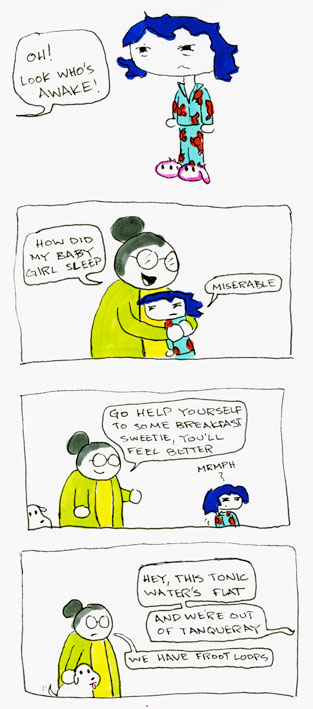 OH!
LOOK WHO'S
AWAKE!
HOW DID
MY BABY
GIRL SLEEP
MISERABLE
GO HELP YOURSELF
TO SOME BREAKFAST
SWEETIE, YOU'LL
FEEL BETTER
MRMPH
HEY, THIS TONIC
WATER'S FLAT
AND WE'RE OUT
OF TANQUERAY
WE HAVE FROOT LOOPS